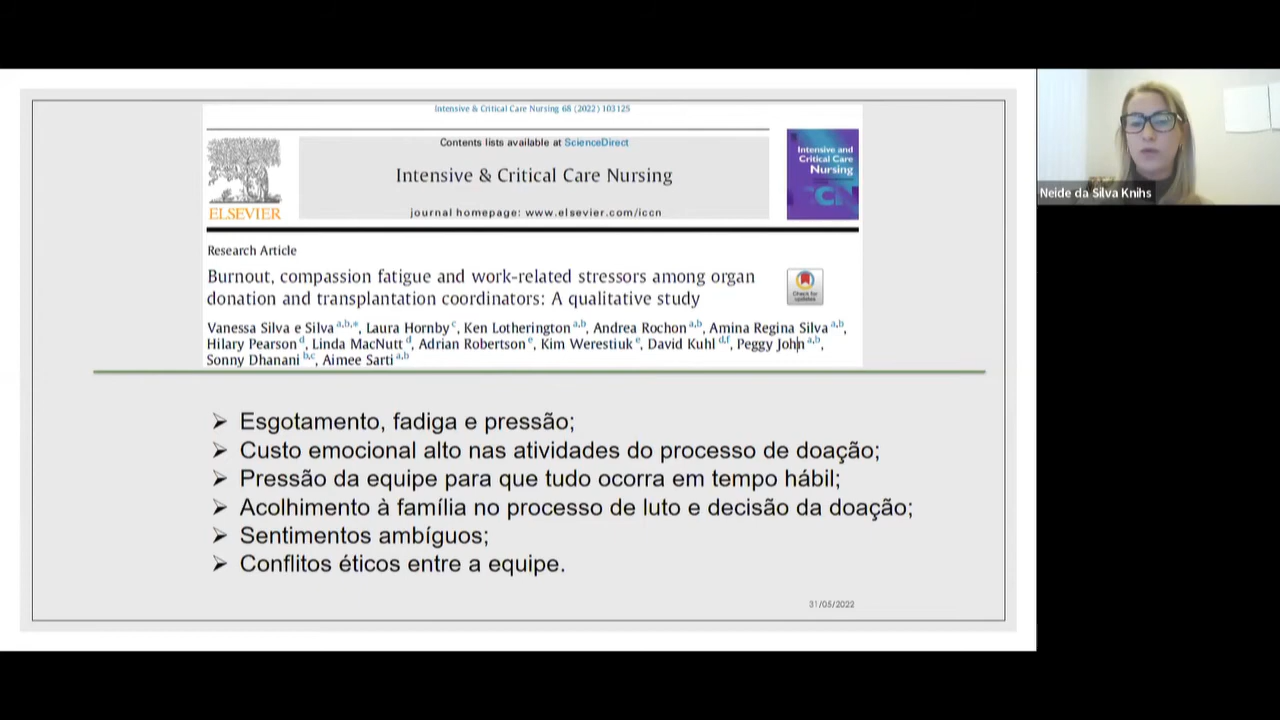 Intensive & Critical Care Nursing 68 (2022) 103125
Contents lists available at ScienceDirect
Intensive & Critical Care Nursing
journal homepage: www.elsevier.com/iccn
ELSEVIER
Intensive and
Critical Care
Nursing
Research Article
Burnout, compassion fatigue and work-related stressors among organ
donation and transplantation coordinators: A qualitative study
Check for
updates
Vanessa Silva e Silva a,b,*, Laura Hornby c, Ken Lotherington a,b, Andrea Rochon a,b, Amina Regina Silva a,b,
Hilary Pearson d, Linda MacNutt d, Adrian Robertson e, Kim Werestiuk e, David Kuhl d,f, Peggy John a,b,
Sonny Dhanani b,c, Aimee Sarti a,b
➢ Esgotamento, fadiga e pressão;
➢ Custo emocional alto nas atividades do processo de doação;
➢ Pressão da equipe para que tudo ocorra em tempo hábil;
➢ Acolhimento à família no processo de luto e decisão da doação;
➢ Sentimentos ambíguos;
➢ Conflitos éticos entre a equipe.
31/05/2022
Neide da Silva Knihs